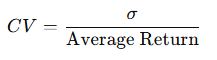 CV = σ / Average Return